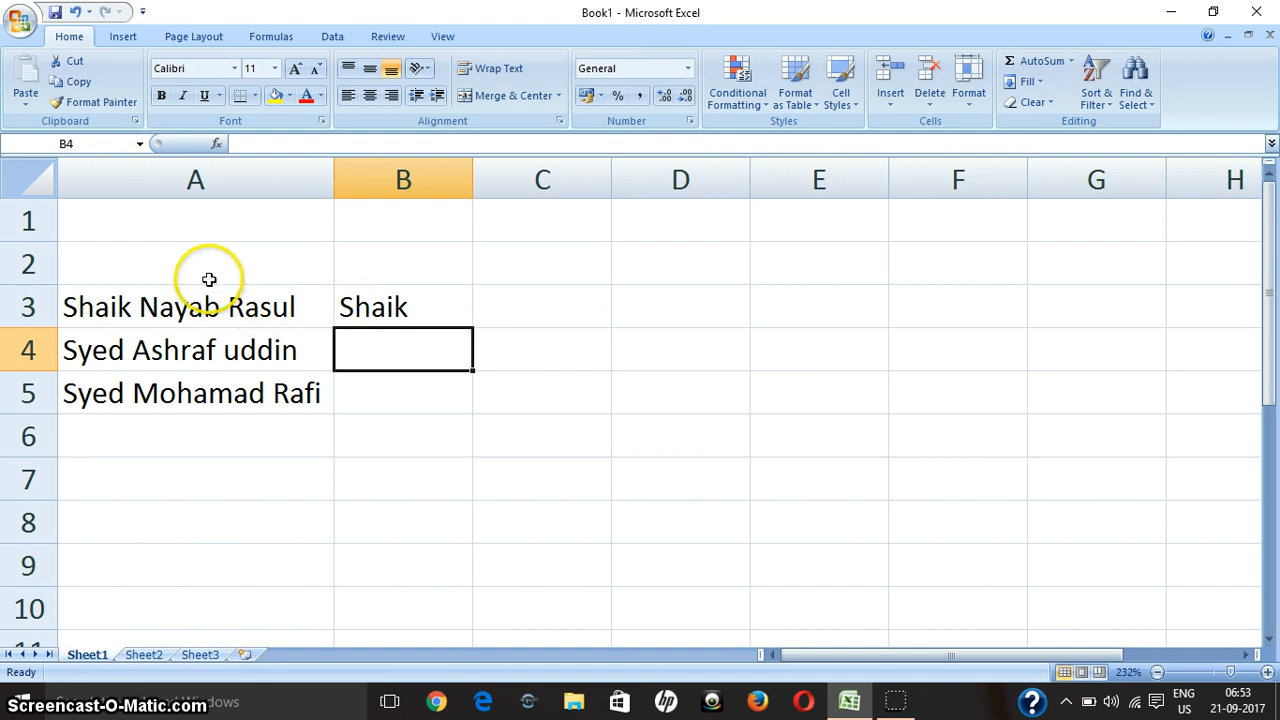 Book1 - Microsoft Excel
Home Insert Page Layout Formulas Data Review View
Cut
Copy
Format Painter
Paste
Clipboard
Calibri 11
Font
Wrap Text
Merge & Center
Alignment
General
Number
Conditional Formatting
Format as Table
Cell Styles
Styles
Insert Delete Format
Cells
AutoSum
Fill
Clear
Sort & Filter
Find & Select
Editing
B4 fx
A B C D E F G H
1
2
3 Shaik Nayab Rasul Shaik
4 Syed Ashraf uddin
5 Syed Mohamad Rafi
6
7
8
9
10
11
Sheet1 Sheet2 Sheet3
Ready 232%
Screencast-O-Matic.com
Windows
ENG
US
06:53
21-09-2017